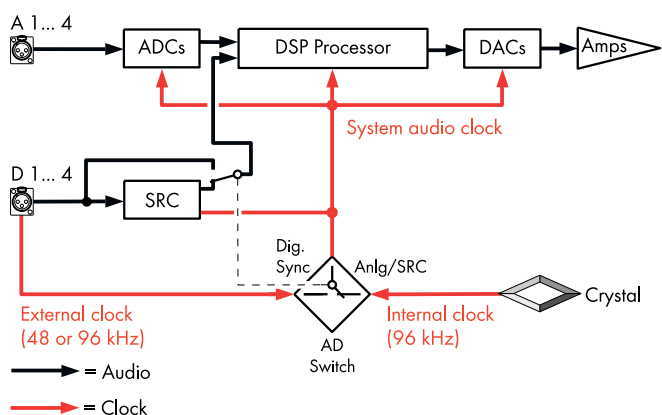 A 1... 4
ADCs
DSP Processor
DACs
Amps
System audio clock
D 1... 4
SRC
Dig.
Sync
Anlg/SRC
External clock
(48 or 96 kHz)
Internal clock
(96 kHz)
Crystal
AD
Switch
= Audio
= Clock